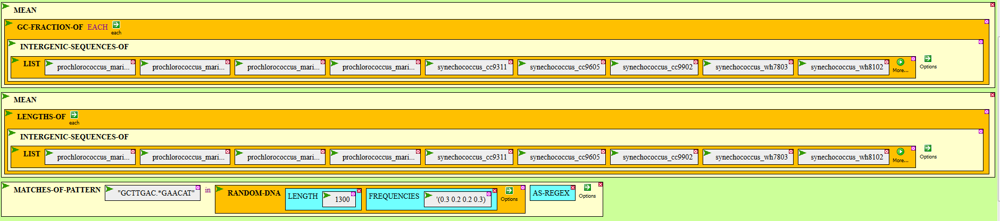 MEAN
GC-FRACTION-OF EACH
each
INTERGENIC-SEQUENCES-OF
LIST prochlorococcus_mari... prochlorococcus_mari... prochlorococcus_mari... prochlorococcus_mari... synechococcus_cc9311 synechococcus_cc9605 synechococcus_cc9902 synechococcus_wh7803 synechococcus_wh8102 More... Options
MEAN
LENGTHS-OF
each
INTERGENIC-SEQUENCES-OF
LIST prochlorococcus_mari... prochlorococcus_mari... prochlorococcus_mari... prochlorococcus_mari... synechococcus_cc9311 synechococcus_cc9605 synechococcus_cc9902 synechococcus_wh7803 synechococcus_wh8102 More... Options
MATCHES-OF-PATTERN "GCTTGAC.*GAACAT" in RANDOM-DNA LENGTH 1300 FREQUENCIES '(0.3 0.2 0.2 0.3) Options AS-REGEX Options